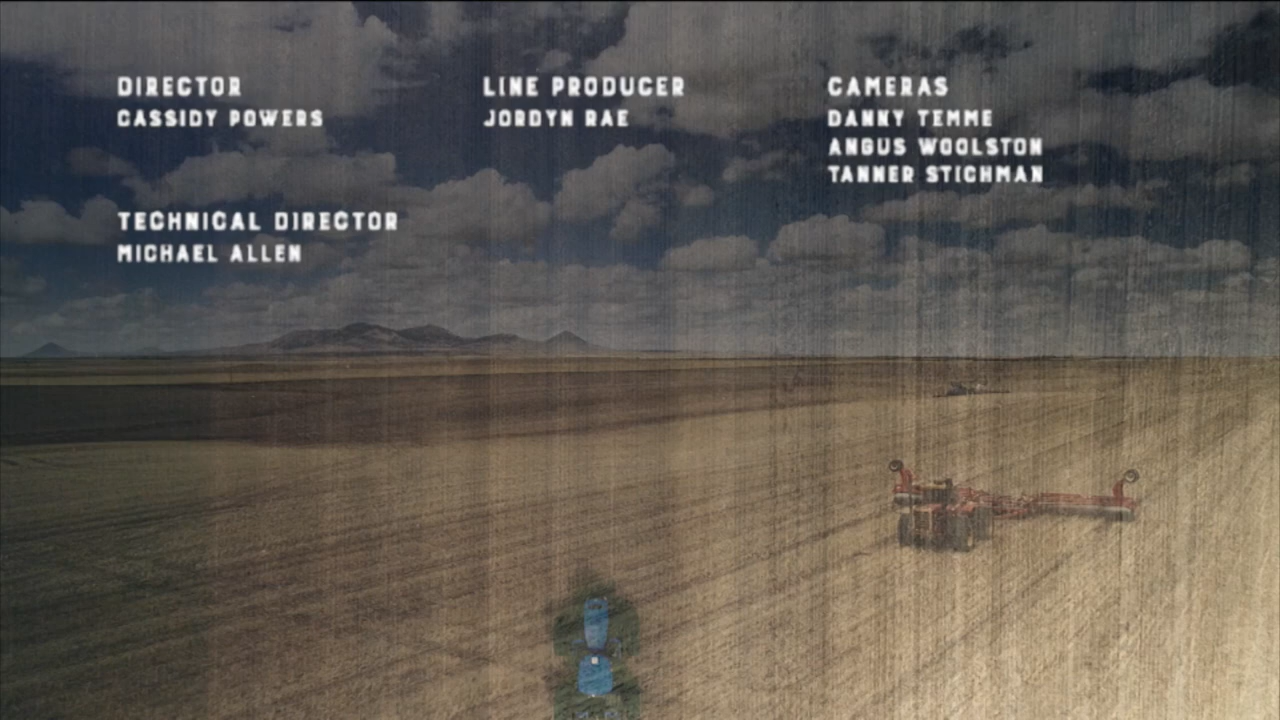 DIRECTOR
CASSIDY POWERS
TECHNICAL DIRECTOR
MICHAEL ALLEN
LINE PRODUCER
JORDYN RAE
CAMERAS
DANNY TEMME
ANGUS WOOLSTON
TANNER STICHMAN